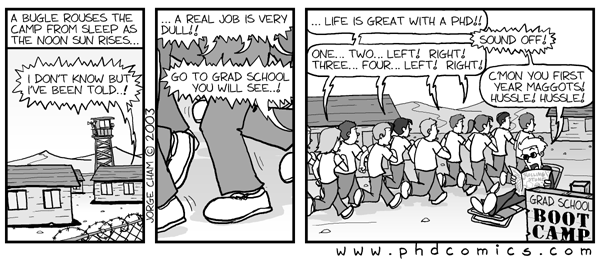 A BUGLE ROUSES THE
CAMP FROM SLEEP AS
THE NOON SUN RISES...
I DON'T KNOW BUT
I'VE BEEN TOLD..!
JORGE CHAM © 2003
... A REAL JOB IS VERY
DULL!!
GO TO GRAD SCHOOL
YOU WILL SEE..!
... LIFE IS GREAT WITH A PHD!!
SOUND OFF!
ONE... TWO... LEFT! RIGHT!
THREE... FOUR... LEFT! RIGHT!
C'MON YOU FIRST
YEAR MAGGOTS!
HUSSLE! HUSSLE!
GRAD SCHOOL
BOOT
CAMP
www.phdcomics.com